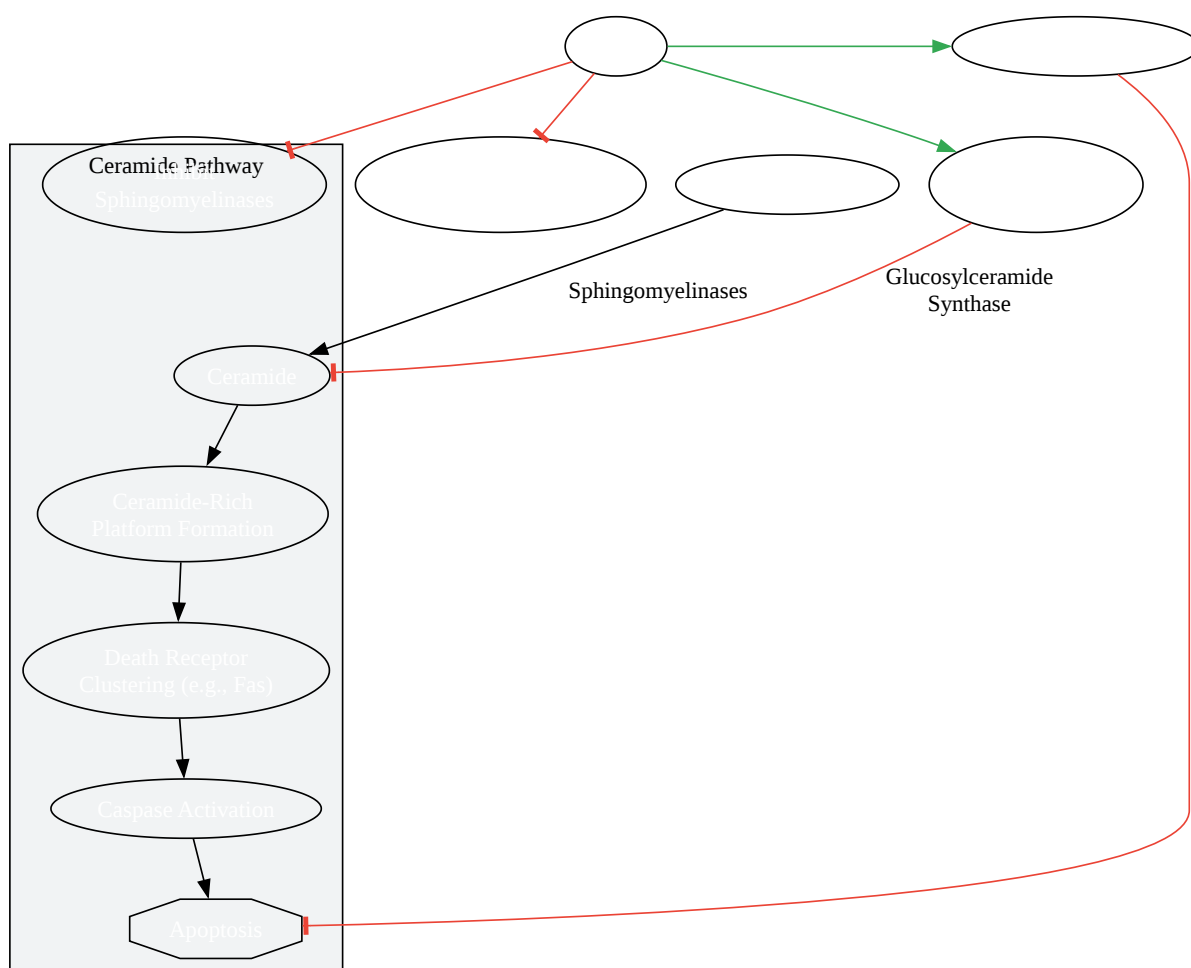 Ceramide Pathway
Sphingomyelinases
Sphingomyelinases
Glucosylceramide
Synthase
Ceramide
Ceramide-Rich
Platform Formation
Death Receptor
Clustering (e.g., Fas)
Caspase Activation
Apoptosis